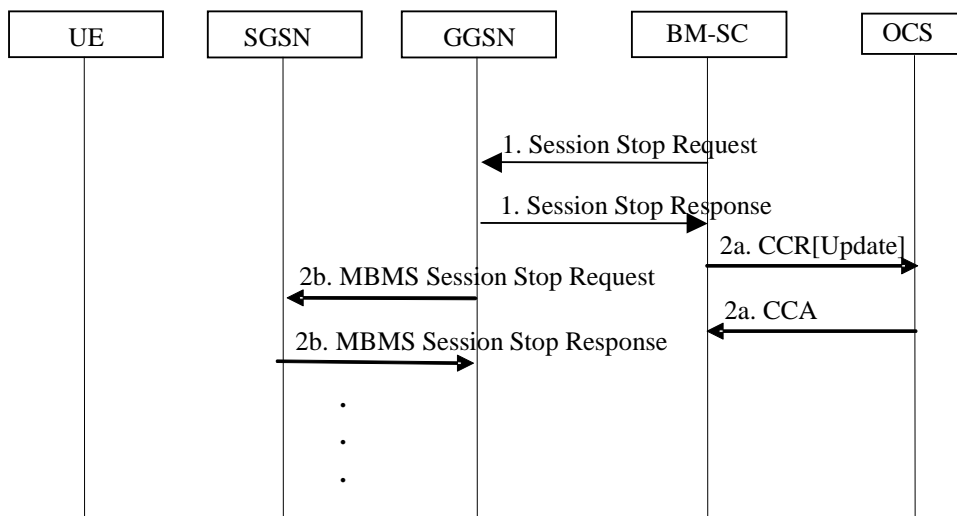 UE
SGSN
GGSN
BM-SC
OCS
1. Session Stop Request
1. Session Stop Response
2a. CCR[Update]
2b. MBMS Session Stop Request
2a. CCA
2b. MBMS Session Stop Response
.
.
.